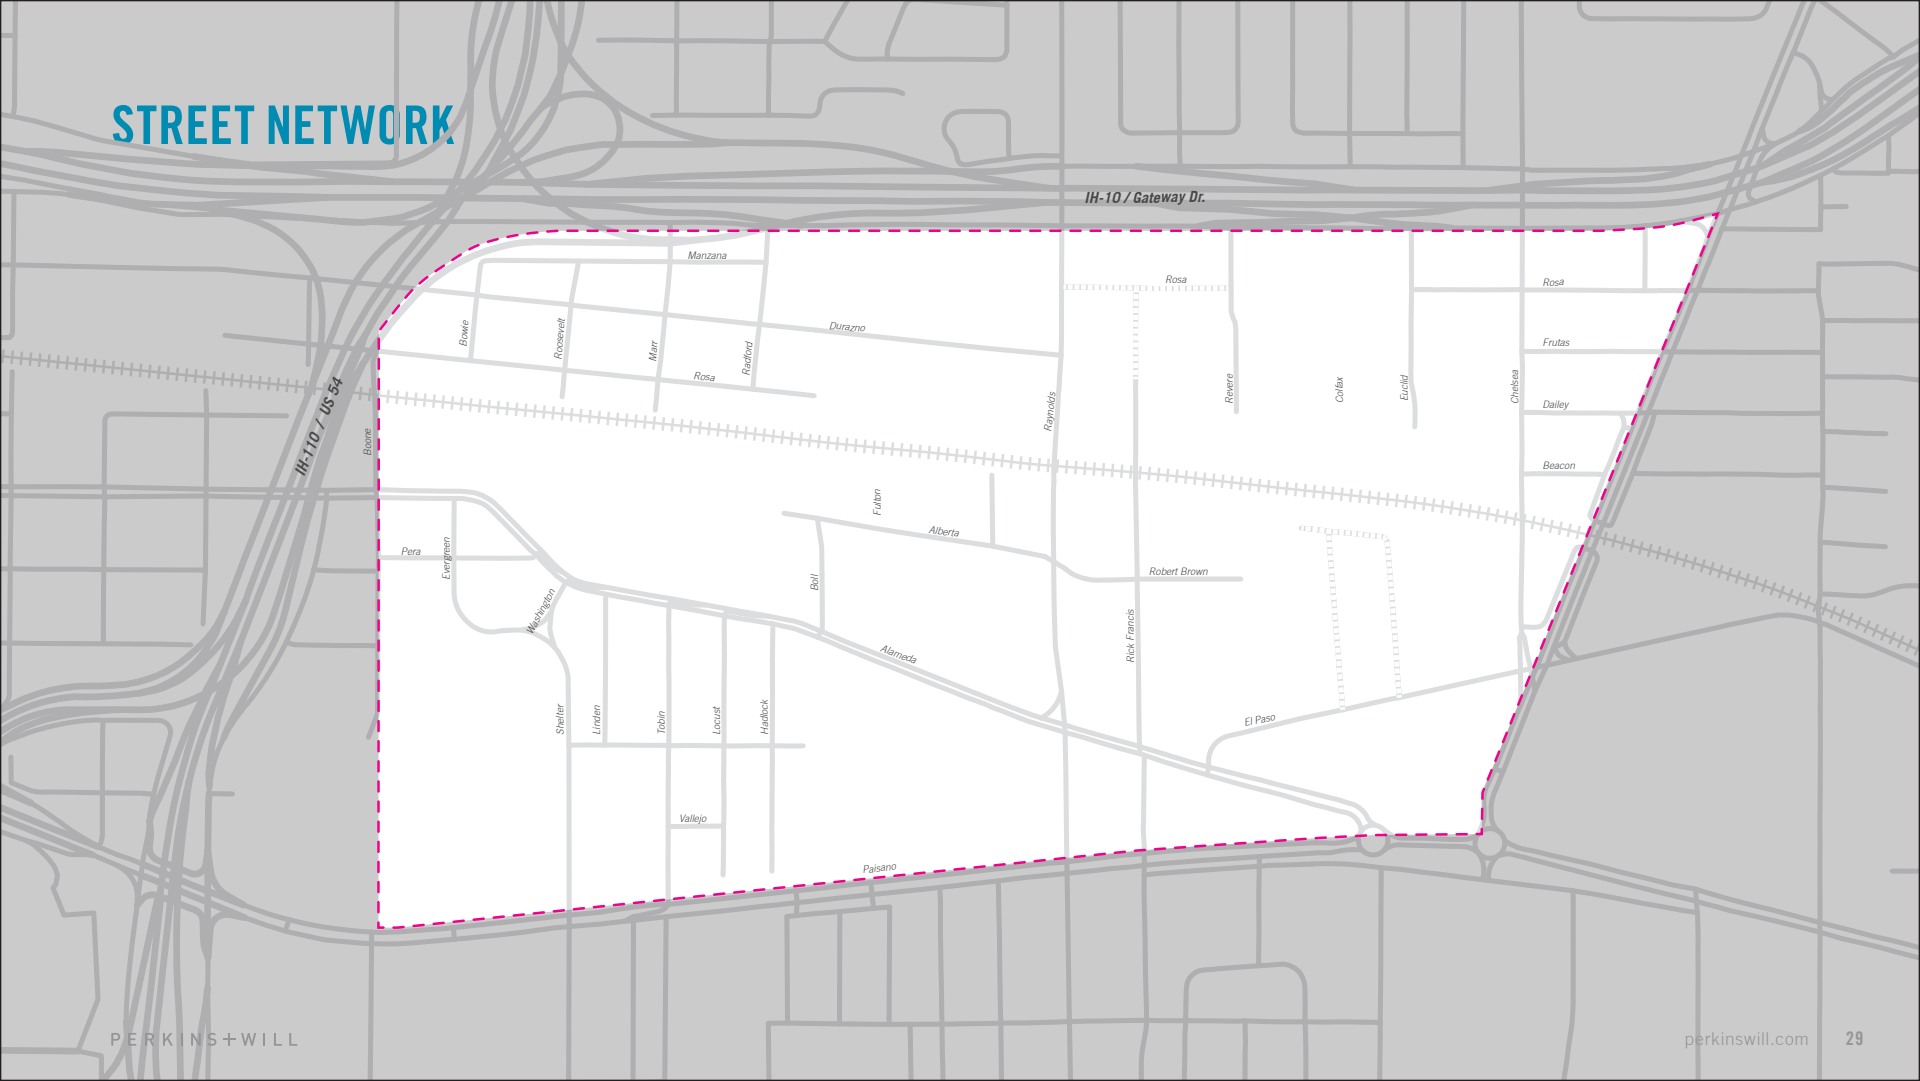 STREET NETWORK
IH-10 / Gateway Dr.
Manzana
Rosa
Rosa
Durazno
Bowie
Roosevelt
Marr
Radford
Frutas
Rosa
Raynolds
Revere
Colfax
Euclid
Chelsea
Dailey
IH-110 / US 54
Boone
Beacon
Fulton
Alberta
Pera
Evergreen
Boll
Robert Brown
Washington
Rick Francis
Alameda
Shelter
Linden
Tobin
Locust
Hadlock
El Paso
Vallejo
Paisano
PERKINS+WILL
perkinswill.com 29